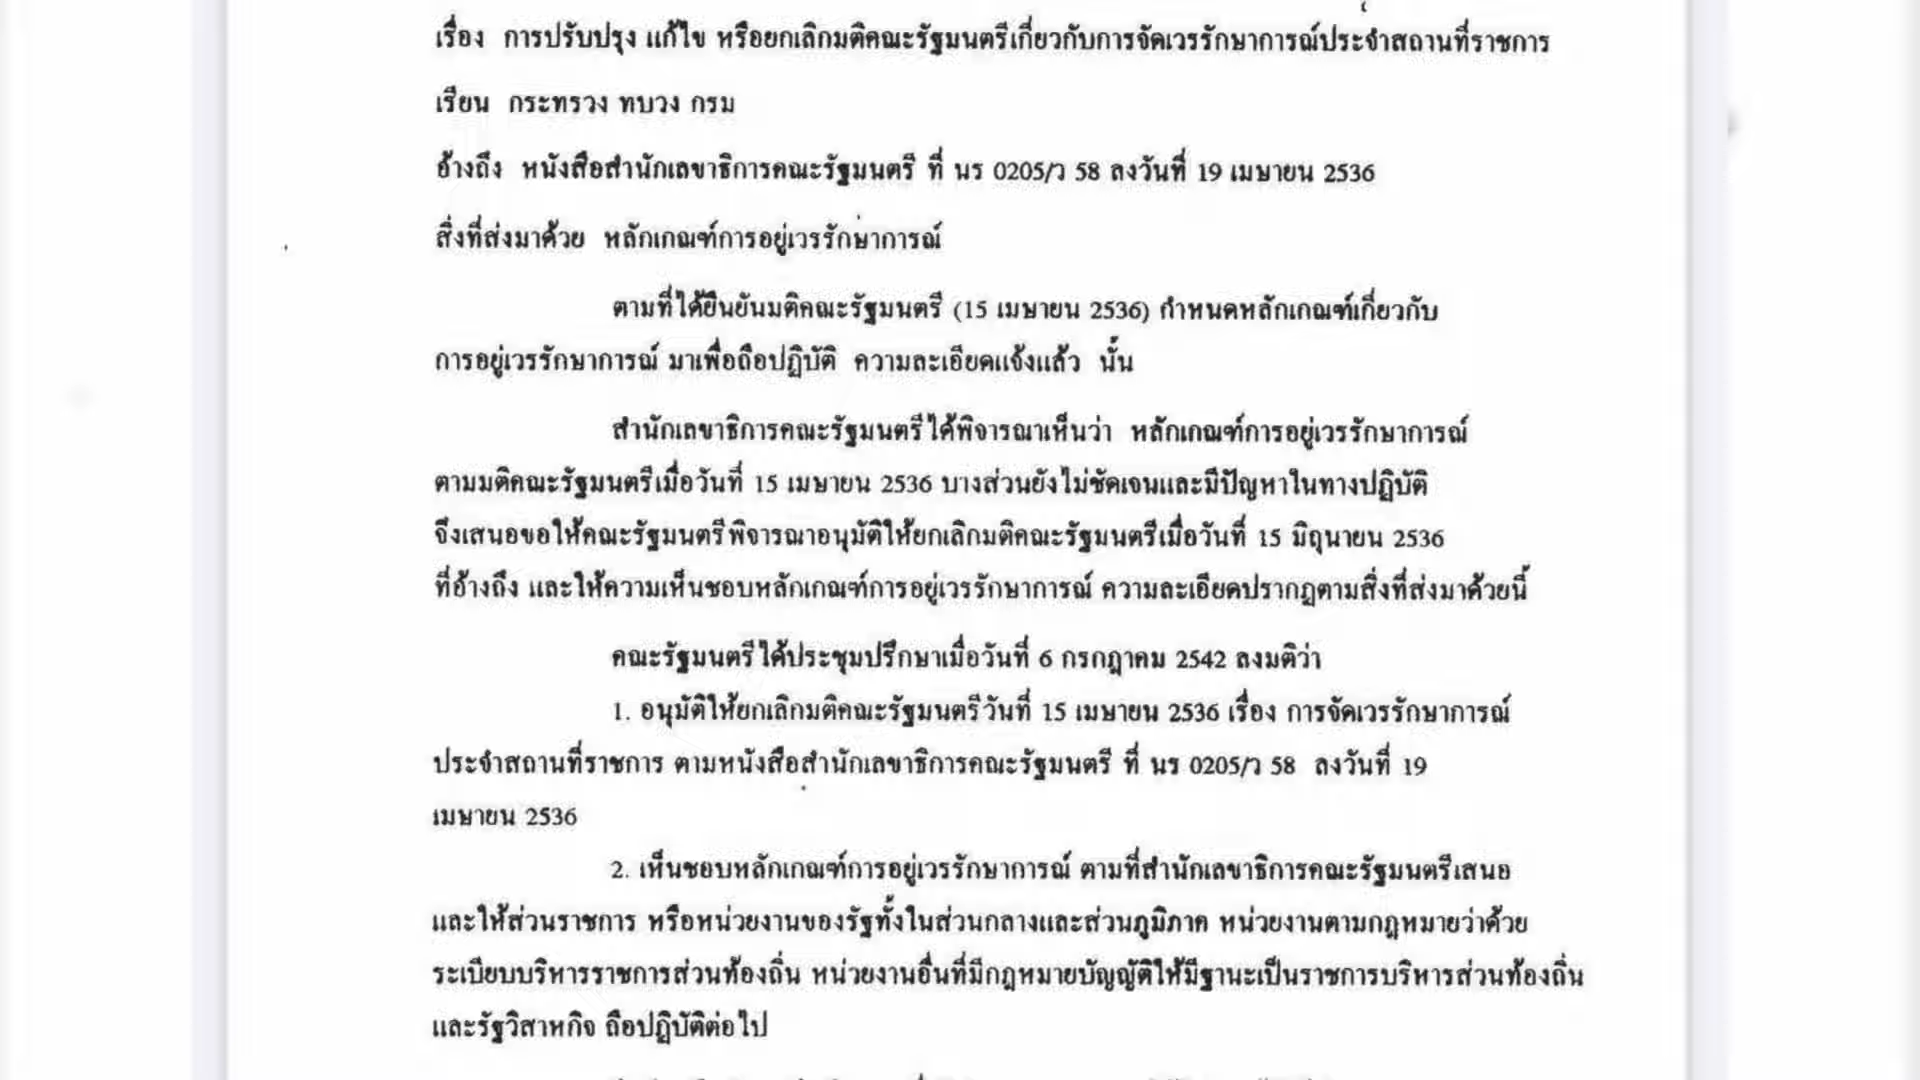 เรื่อง การปรับปรุง แก้ไข หรือยกเลิกมติคณะรัฐมนตรีเกี่ยวกับการจัดเวรรักษาการณ์ประจำสถานที่ราชการ
เรียน กระทรวง ทบวง กรม
อ้างถึง หนังสือสำนักเลขาธิการคณะรัฐมนตรี ที่ นร 0205/ว 58 ลงวันที่ 19 เมษายน 2536
สิ่งที่ส่งมาด้วย หลักเกณฑ์การอยู่เวรรักษาการณ์
ตามที่ได้ยืนยันมติคณะรัฐมนตรี (15 เมษายน 2536) กำหนดหลักเกณฑ์เกี่ยวกับ
การอยู่เวรรักษาการณ์ มาเพื่อถือปฏิบัติ ความละเอียดแจ้งแล้ว นั้น
สำนักเลขาธิการคณะรัฐมนตรีได้พิจารณาเห็นว่า หลักเกณฑ์การอยู่เวรรักษาการณ์
ตามมติคณะรัฐมนตรีเมื่อวันที่ 15 เมษายน 2536 บางส่วนยังไม่ชัดเจนและมีปัญหาในทางปฏิบัติ
จึงเสนอขอให้คณะรัฐมนตรีพิจารณาอนุมัติให้ยกเลิกมติคณะรัฐมนตรีเมื่อวันที่ 15 มิถุนายน 2536
ที่อ้างถึง และให้ความเห็นชอบหลักเกณฑ์การอยู่เวรรักษาการณ์ ความละเอียดปรากฏตามสิ่งที่ส่งมาด้วยนี้
คณะรัฐมนตรีได้ประชุมปรึกษาเมื่อวันที่ 6 กรกฎาคม 2542 ลงมติว่า
1. อนุมัติให้ยกเลิกมติคณะรัฐมนตรีวันที่ 15 เมษายน 2536 เรื่อง การจัดเวรรักษาการณ์
ประจำสถานที่ราชการ ตามหนังสือสำนักเลขาธิการคณะรัฐมนตรี ที่ นร 0205/ว 58 ลงวันที่ 19
เมษายน 2536
2. เห็นชอบหลักเกณฑ์การอยู่เวรรักษาการณ์ ตามที่สำนักเลขาธิการคณะรัฐมนตรีเสนอ
และให้ส่วนราชการ หรือหน่วยงานของรัฐทั้งในส่วนกลางและส่วนภูมิภาค หน่วยงานตามกฎหมายว่าด้วย
ระเบียบบริหารราชการส่วนท้องถิ่น หน่วยงานอื่นที่มีกฎหมายบัญญัติให้มีฐานะเป็นราชการบริหารส่วนท้องถิ่น
และรัฐวิสาหกิจ ถือปฏิบัติต่อไป